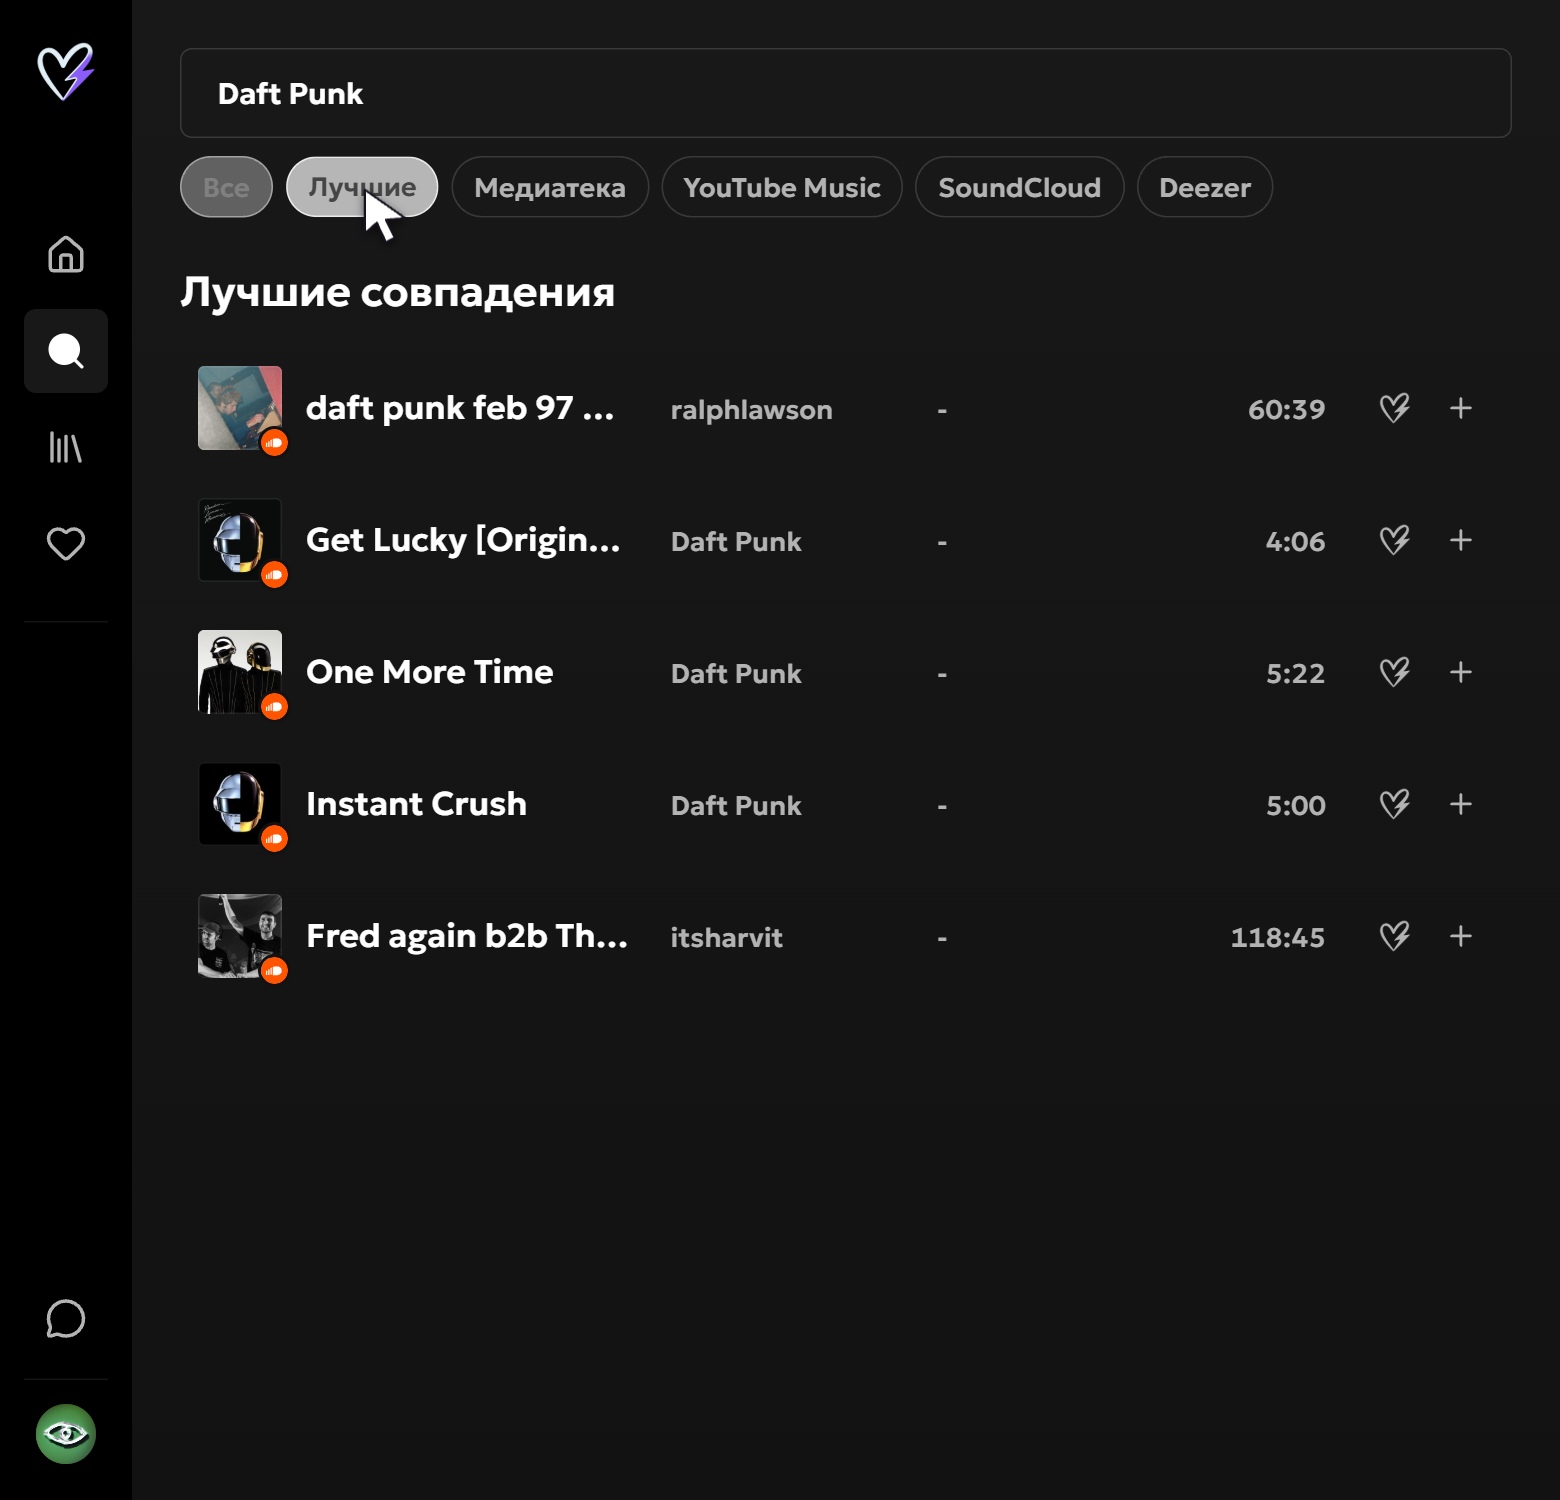 Daft Punk
Все Лучшие Медиатека YouTube Music SoundCloud Deezer
Лучшие совпадения
daft punk feb 97 ... ralphlawson - 60:39
Get Lucky [Origin... Daft Punk - 4:06
One More Time Daft Punk - 5:22
Instant Crush Daft Punk - 5:00
Fred again b2b Th... itsharvit - 118:45